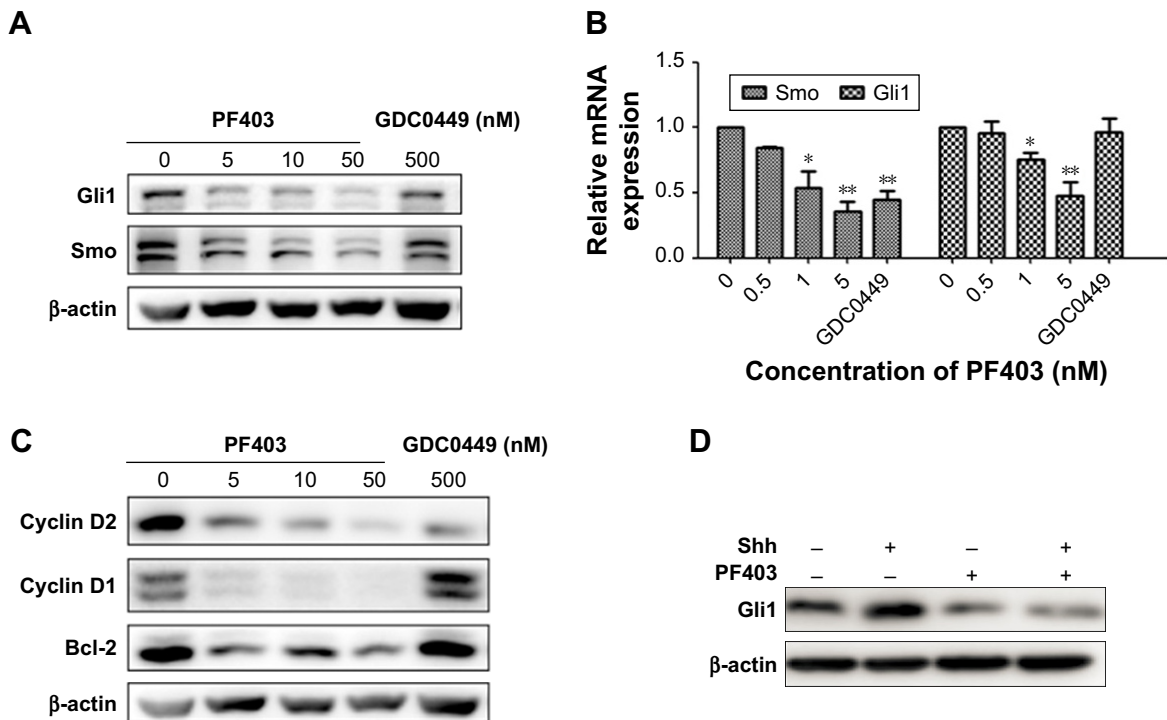 A
PF403 GDC0449 (nM)
0 5 10 50 500
Gli1
Smo
β-actin
B
Relative mRNA
expression
1.5
1.0
0.5
0.0
Smo Gli1
* ** ** * **
0 0.5 1 5 GDC0449 0 0.5 1 5 GDC0449
Concentration of PF403 (nM)
C
PF403 GDC0449 (nM)
0 5 10 50 500
Cyclin D2
Cyclin D1
Bcl-2
β-actin
D
Shh – + – +
PF403 – – + +
Gli1
β-actin